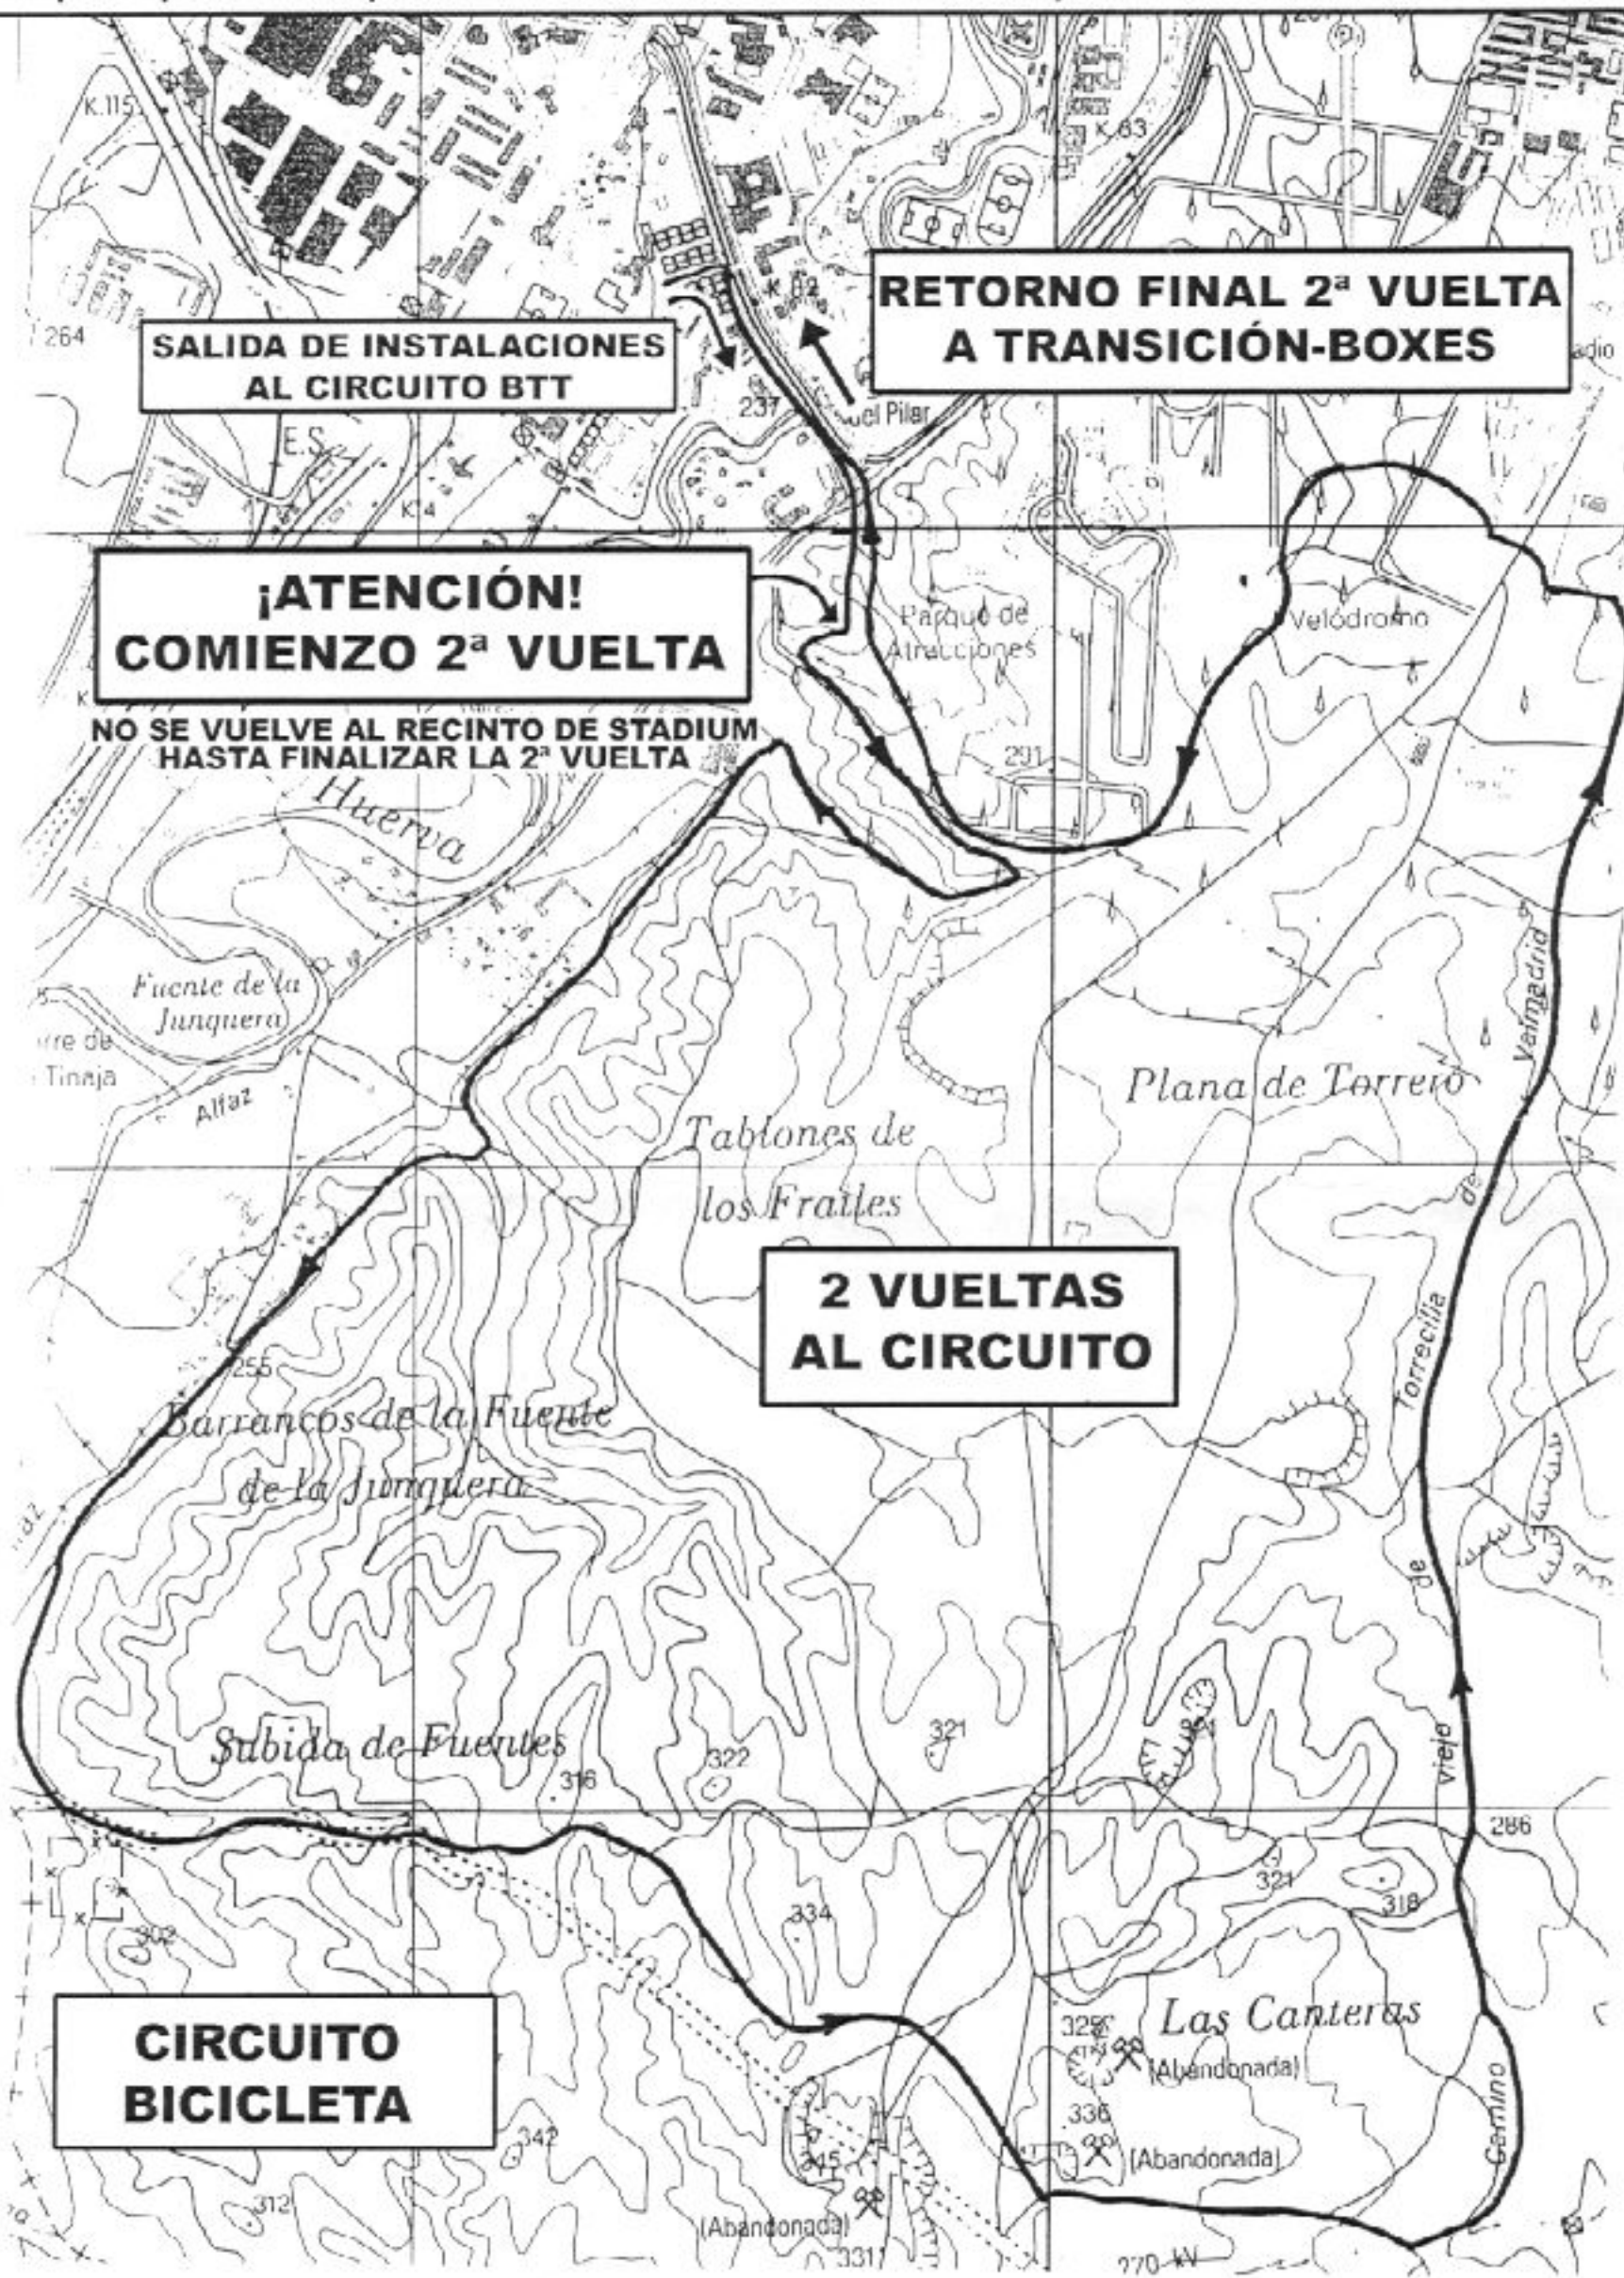 K.115
K.83
K.82
RETORNO FINAL 2ª VUELTA
A TRANSICIÓN-BOXES
264
SALIDA DE INSTALACIONES
AL CIRCUITO BTT
237
del Pilar
E.S.
K.4
¡ATENCIÓN!
COMIENZO 2ª VUELTA
Parque de
Atracciones
Velódromo
NO SE VUELVE AL RECINTO DE STADIUM
HASTA FINALIZAR LA 2ª VUELTA
291
Huerva
Fuente de la
Junquera
Tinaja
Alfaz
Plana de Torrero
Tablones de
los Frailes
2 VUELTAS
AL CIRCUITO
255
Barrancos de la Fuente
de la Junquera
Camino viejo de Torrecilla de Valmadrid
Subida de Fuentes
316
322
321
286
321
318
302
334
CIRCUITO
BICICLETA
Las Canteras
(Abandonada)
336
(Abandonada)
342
345
312
(Abandonada)
331